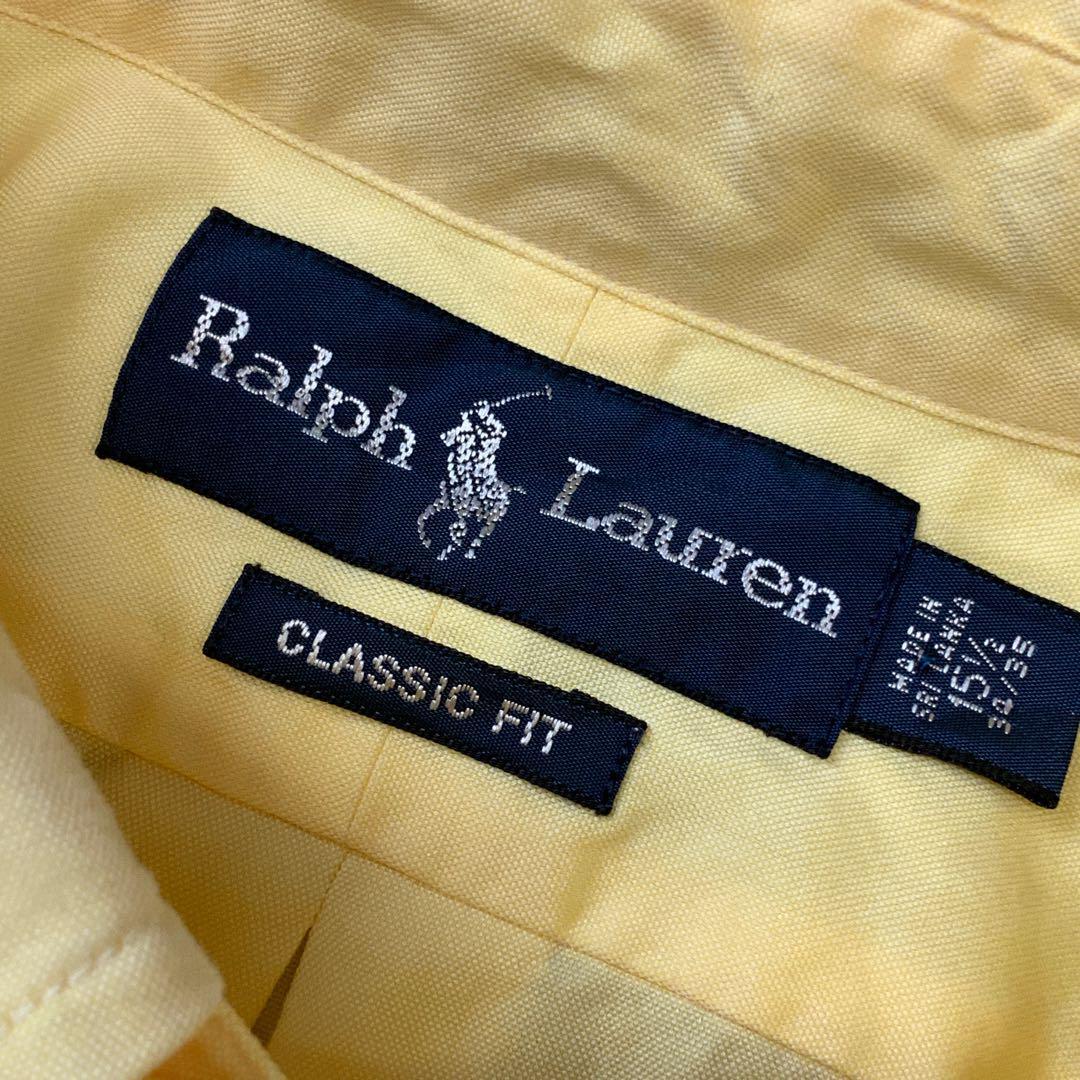 Ralph Lauren
CLASSIC FIT
MADE IN
SRI LANKA
15½
34/35